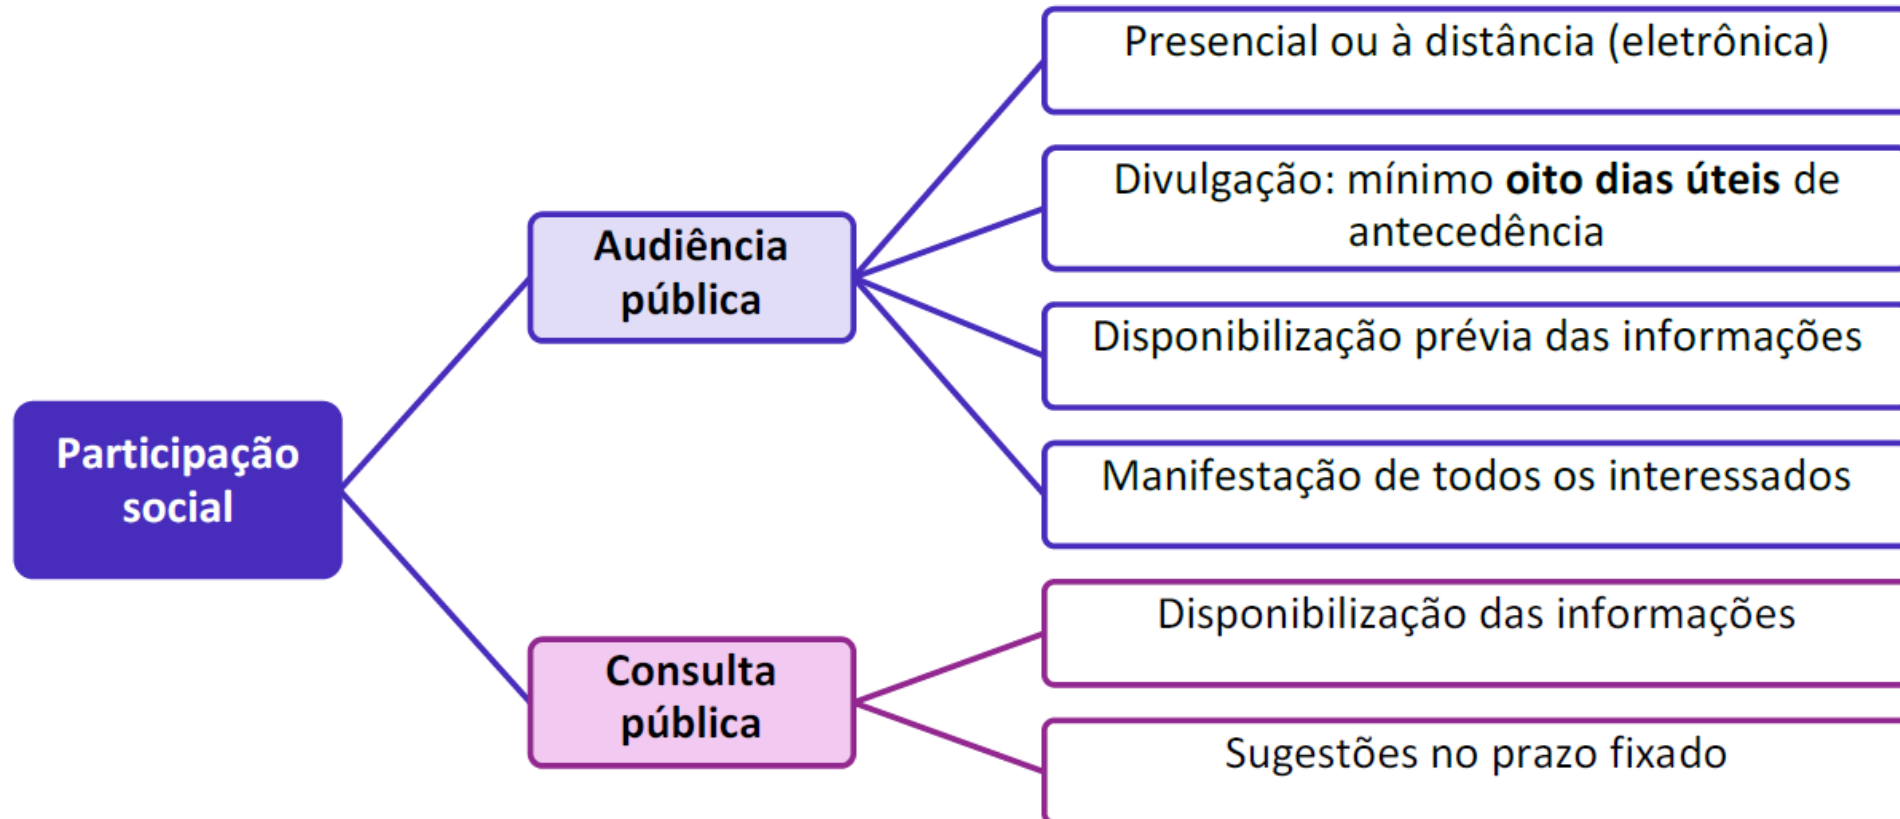 Participação
social
Audiência
pública
Presencial ou à distância (eletrônica)
Divulgação: mínimo oito dias úteis de
antecedência
Disponibilização prévia das informações
Manifestação de todos os interessados
Consulta
pública
Disponibilização das informações
Sugestões no prazo fixado